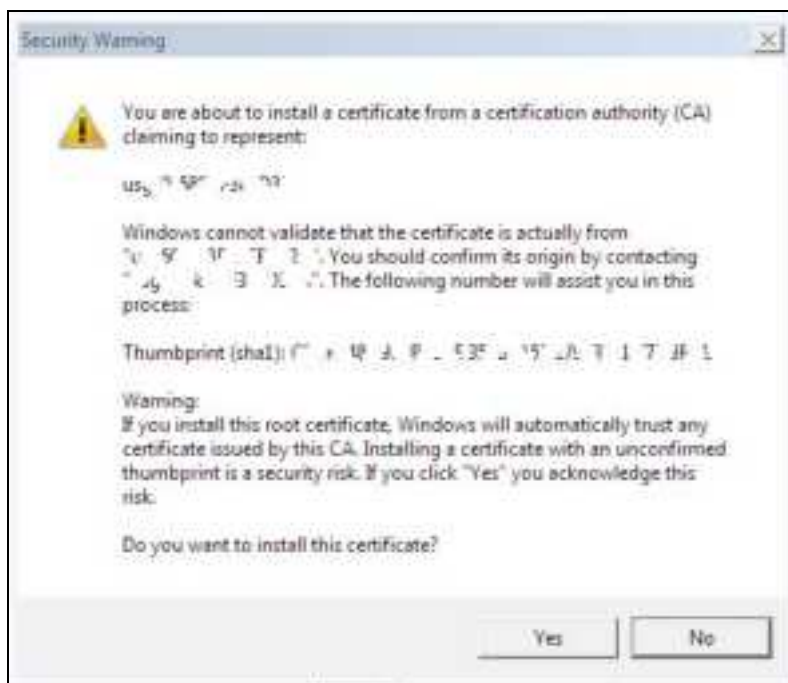 Security Warning
You are about to install a certificate from a certification authority (CA)
claiming to represent:
Windows cannot validate that the certificate is actually from
". You should confirm its origin by contacting
". The following number will assist you in this
process:
Thumbprint (sha1):
Warning:
If you install this root certificate, Windows will automatically trust any
certificate issued by this CA. Installing a certificate with an unconfirmed
thumbprint is a security risk. If you click "Yes" you acknowledge this
risk.
Do you want to install this certificate?
Yes
No